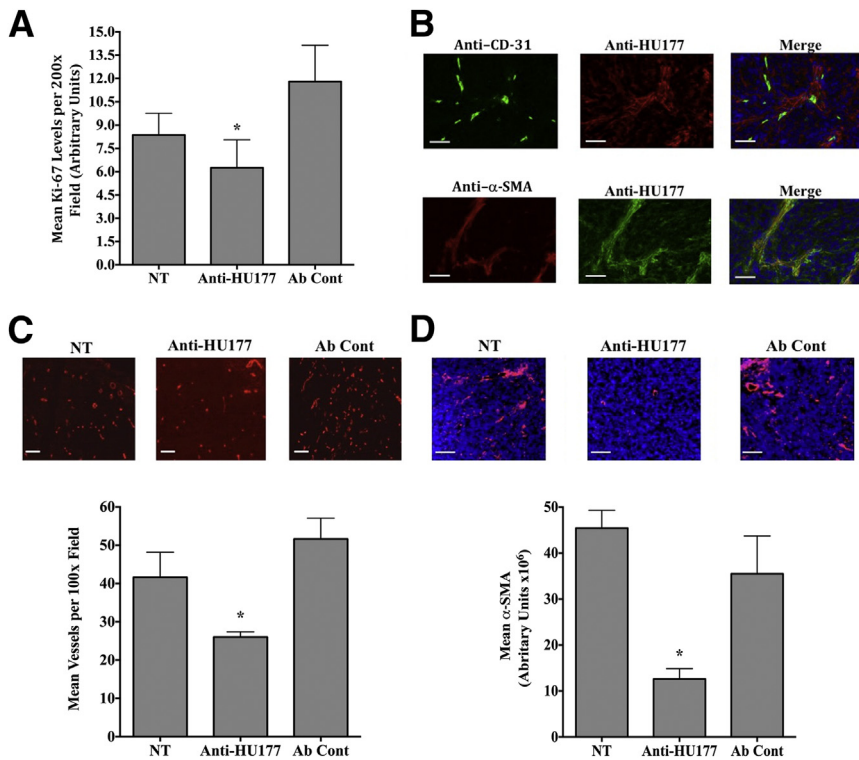 A
Mean Ki-67 Levels per 200x
Field (Arbitrary Units)
15.0
13.5
12.0
10.5
9.0
7.5
6.0
4.5
3.0
1.5
0.0
*
NT
Anti-HU177
Ab Cont
B
Anti-CD-31
Anti-HU177
Merge
Anti-α-SMA
Anti-HU177
Merge
C
NT
Anti-HU177
Ab Cont
Mean Vessels per 100x Field
60
50
40
30
20
10
0
*
NT
Anti-HU177
Ab Cont
D
NT
Anti-HU177
Ab Cont
Mean α-SMA
(Abritary Units x10⁶)
50
40
30
20
10
0
*
NT
Anti-HU177
Ab Cont